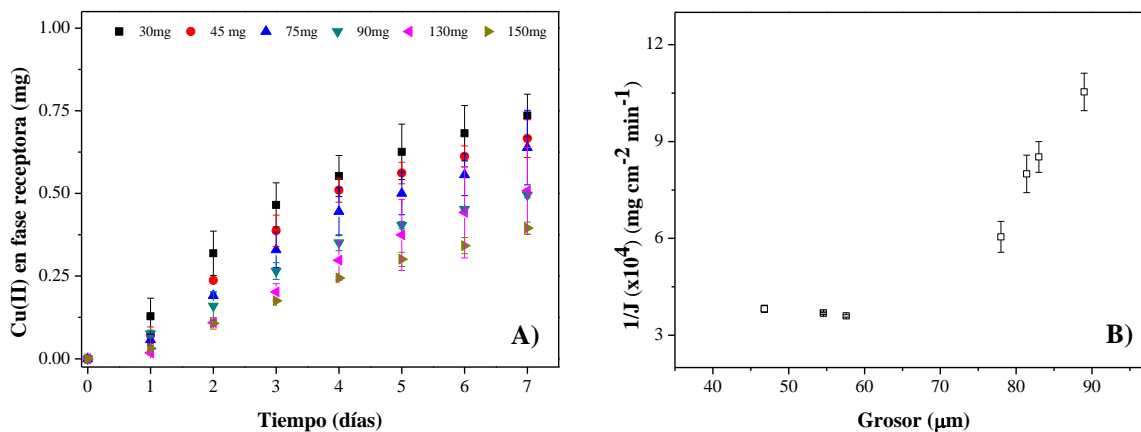 1.00
0.75
0.50
0.25
0.00
30mg 45 mg 75mg 90mg 130mg 150mg
Cu(II) en fase receptora (mg)
A)
0 1 2 3 4 5 6 7
Tiempo (días)
12
9
6
3
1/J (x10⁴) (mg cm⁻² min⁻¹)
B)
40 50 60 70 80 90
Grosor (µm)